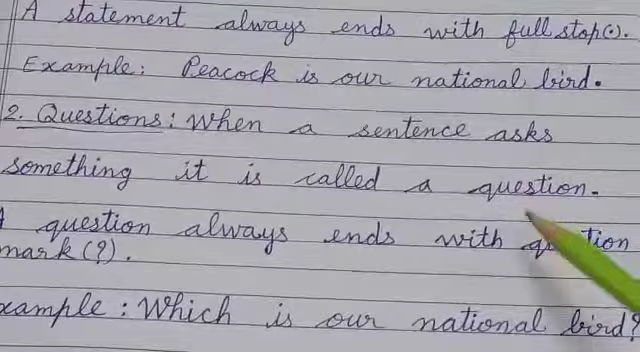 A statement always ends with full stop(.).
Example: Peacock is our national bird.
2. Questions: When a sentence asks
something it is called a question.
A question always ends with question
mark (?).
xample: Which is our national bird?